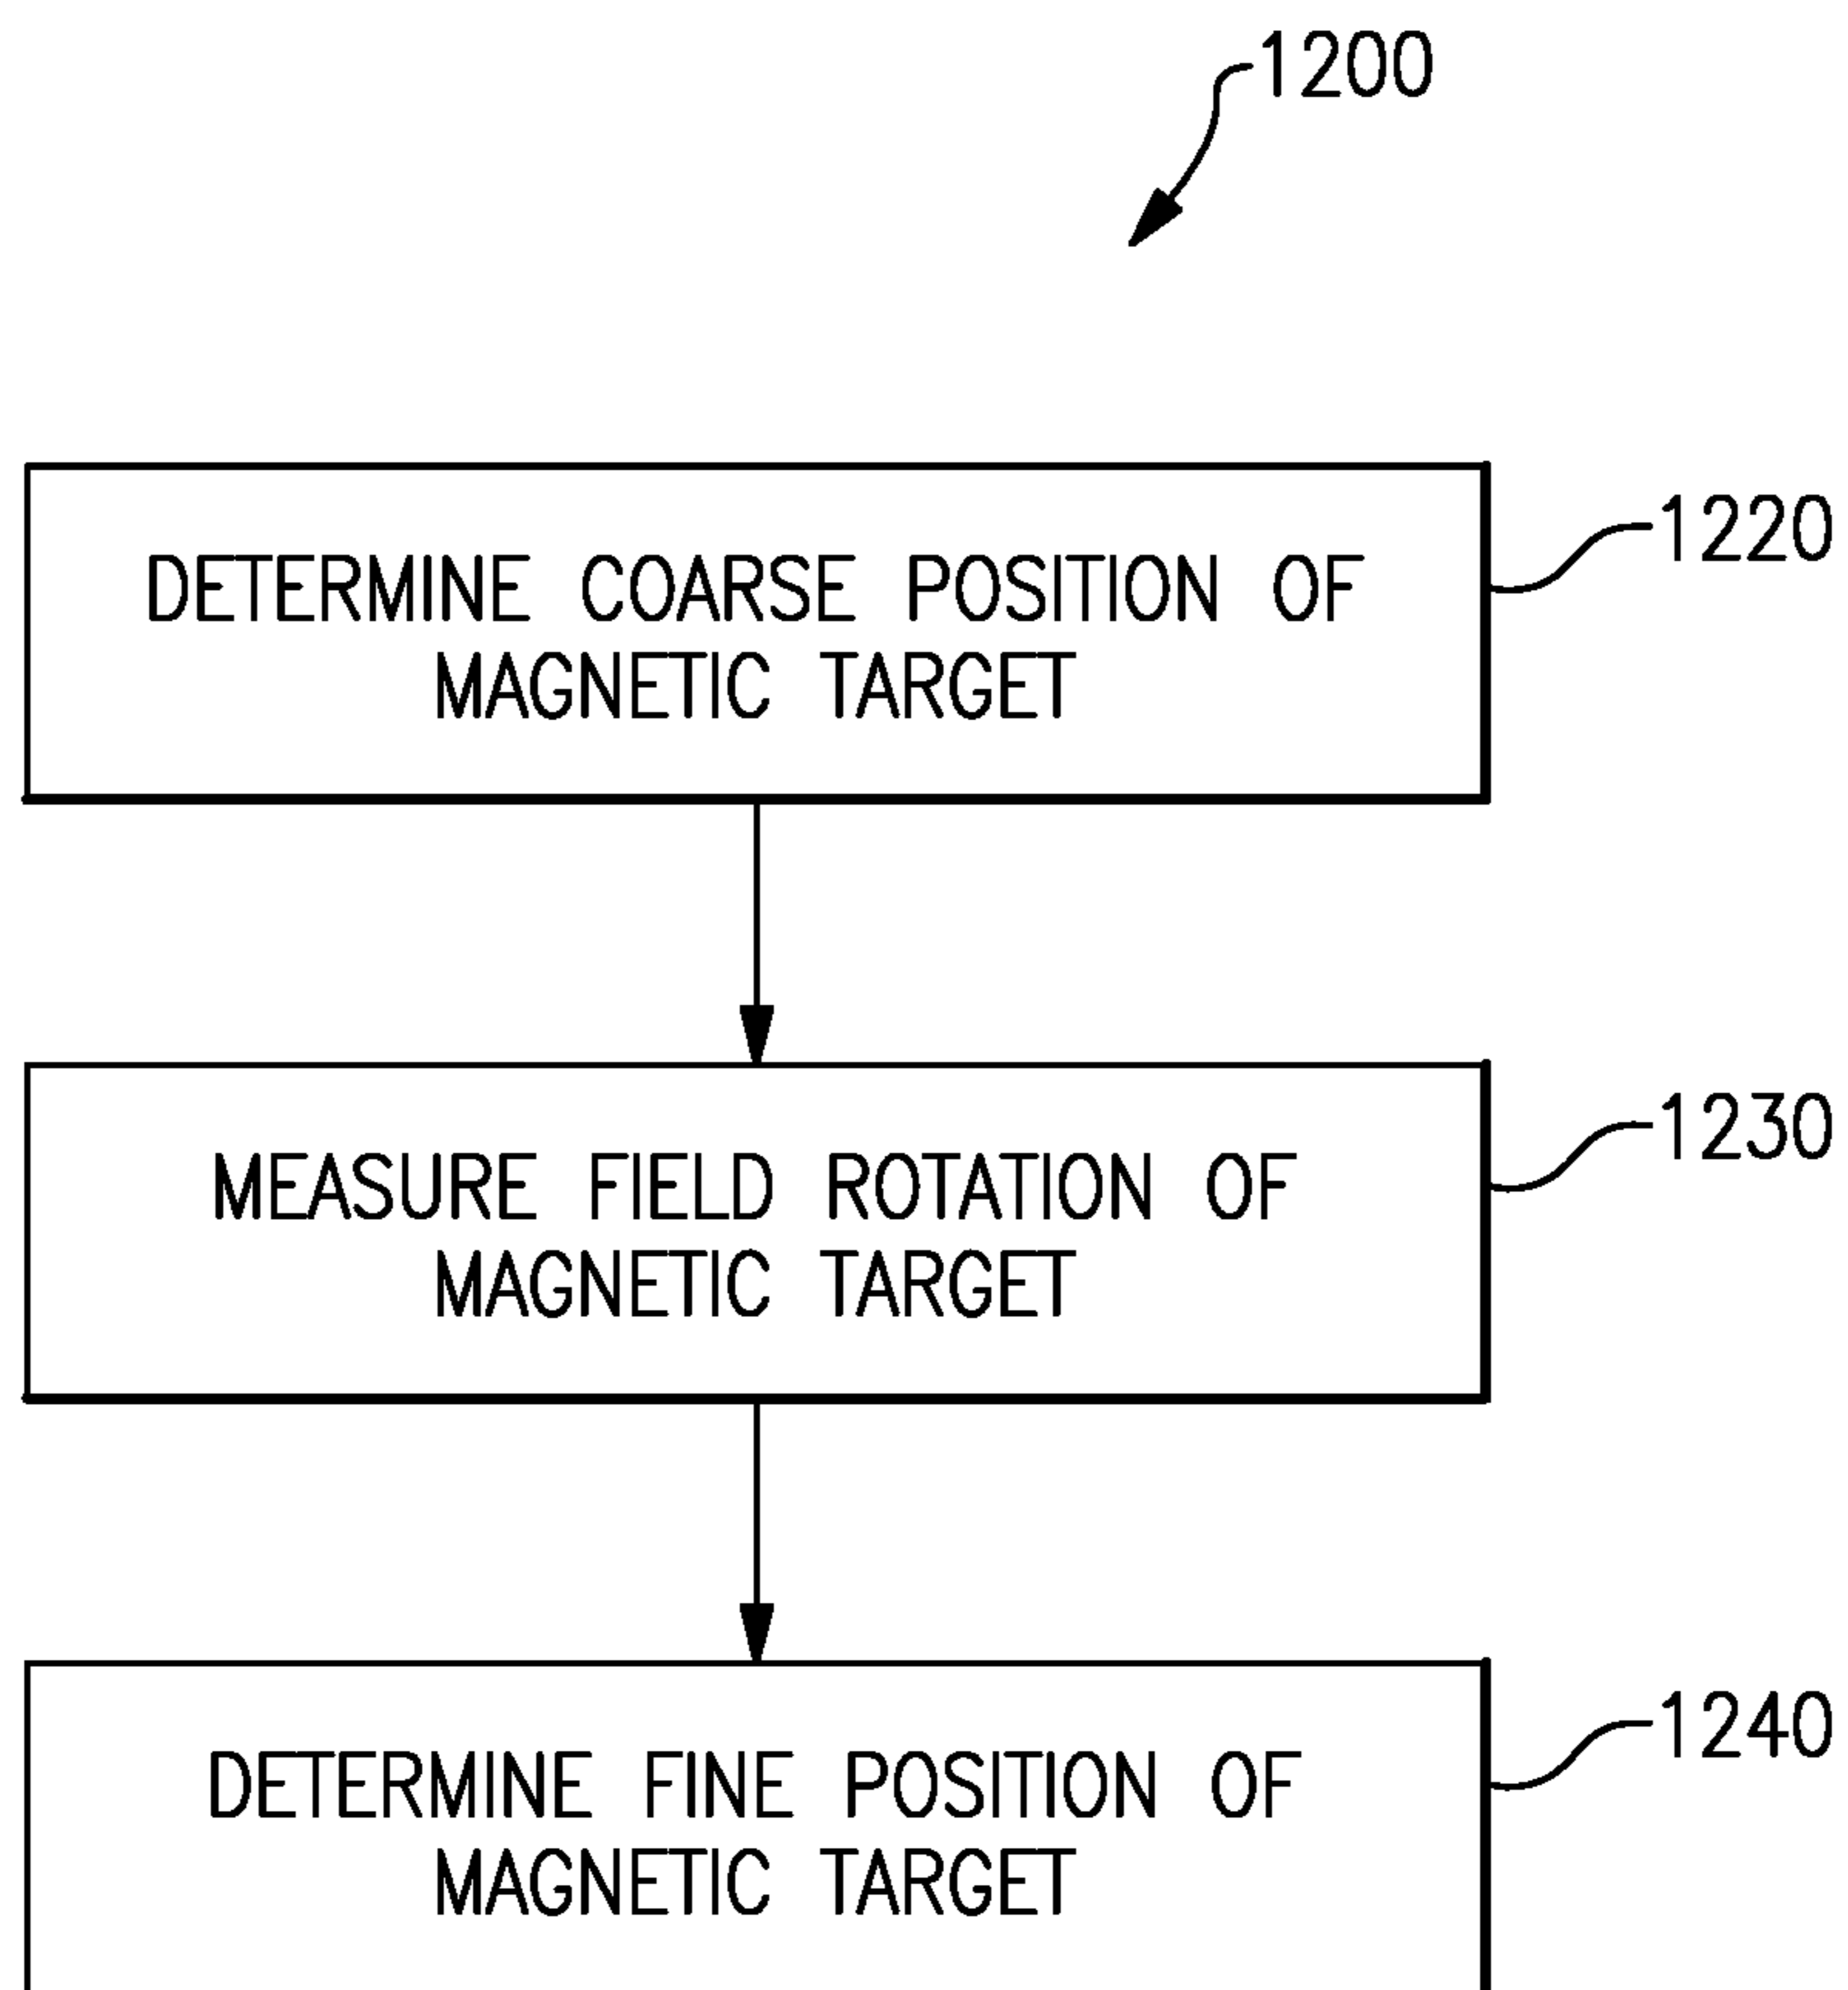 1200
DETERMINE COARSE POSITION OF
MAGNETIC TARGET
1220
MEASURE FIELD ROTATION OF
MAGNETIC TARGET
1230
DETERMINE FINE POSITION OF
MAGNETIC TARGET
1240